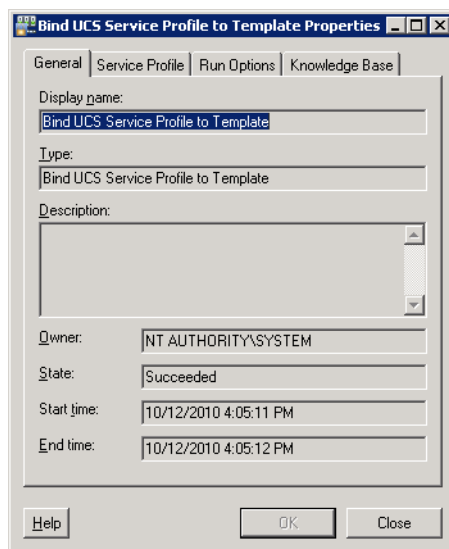 Bind UCS Service Profile to Template Properties
General Service Profile Run Options Knowledge Base
Display name:
Bind UCS Service Profile to Template
Type:
Bind UCS Service Profile to Template
Description:
Owner: NT AUTHORITY\SYSTEM
State: Succeeded
Start time: 10/12/2010 4:05:11 PM
End time: 10/12/2010 4:05:12 PM
Help OK Close